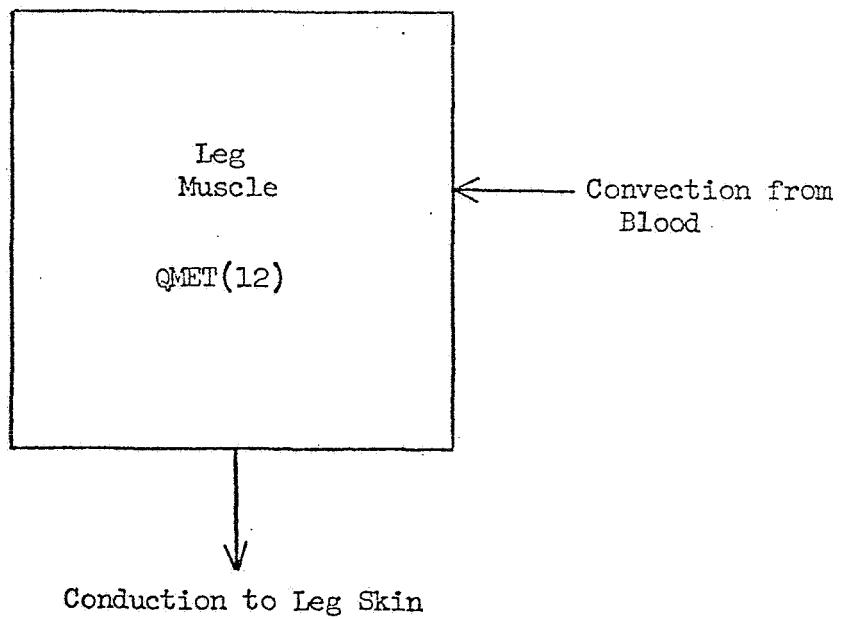 Leg
Muscle
QMET(12)
Convection from
Blood
Conduction to Leg Skin